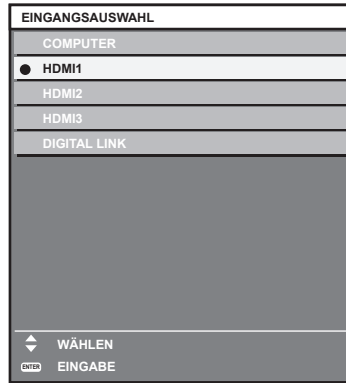 EINGANGSAUSWAHL
COMPUTER
HDMI1
HDMI2
HDMI3
DIGITAL LINK
WÄHLEN
ENTER EINGABE